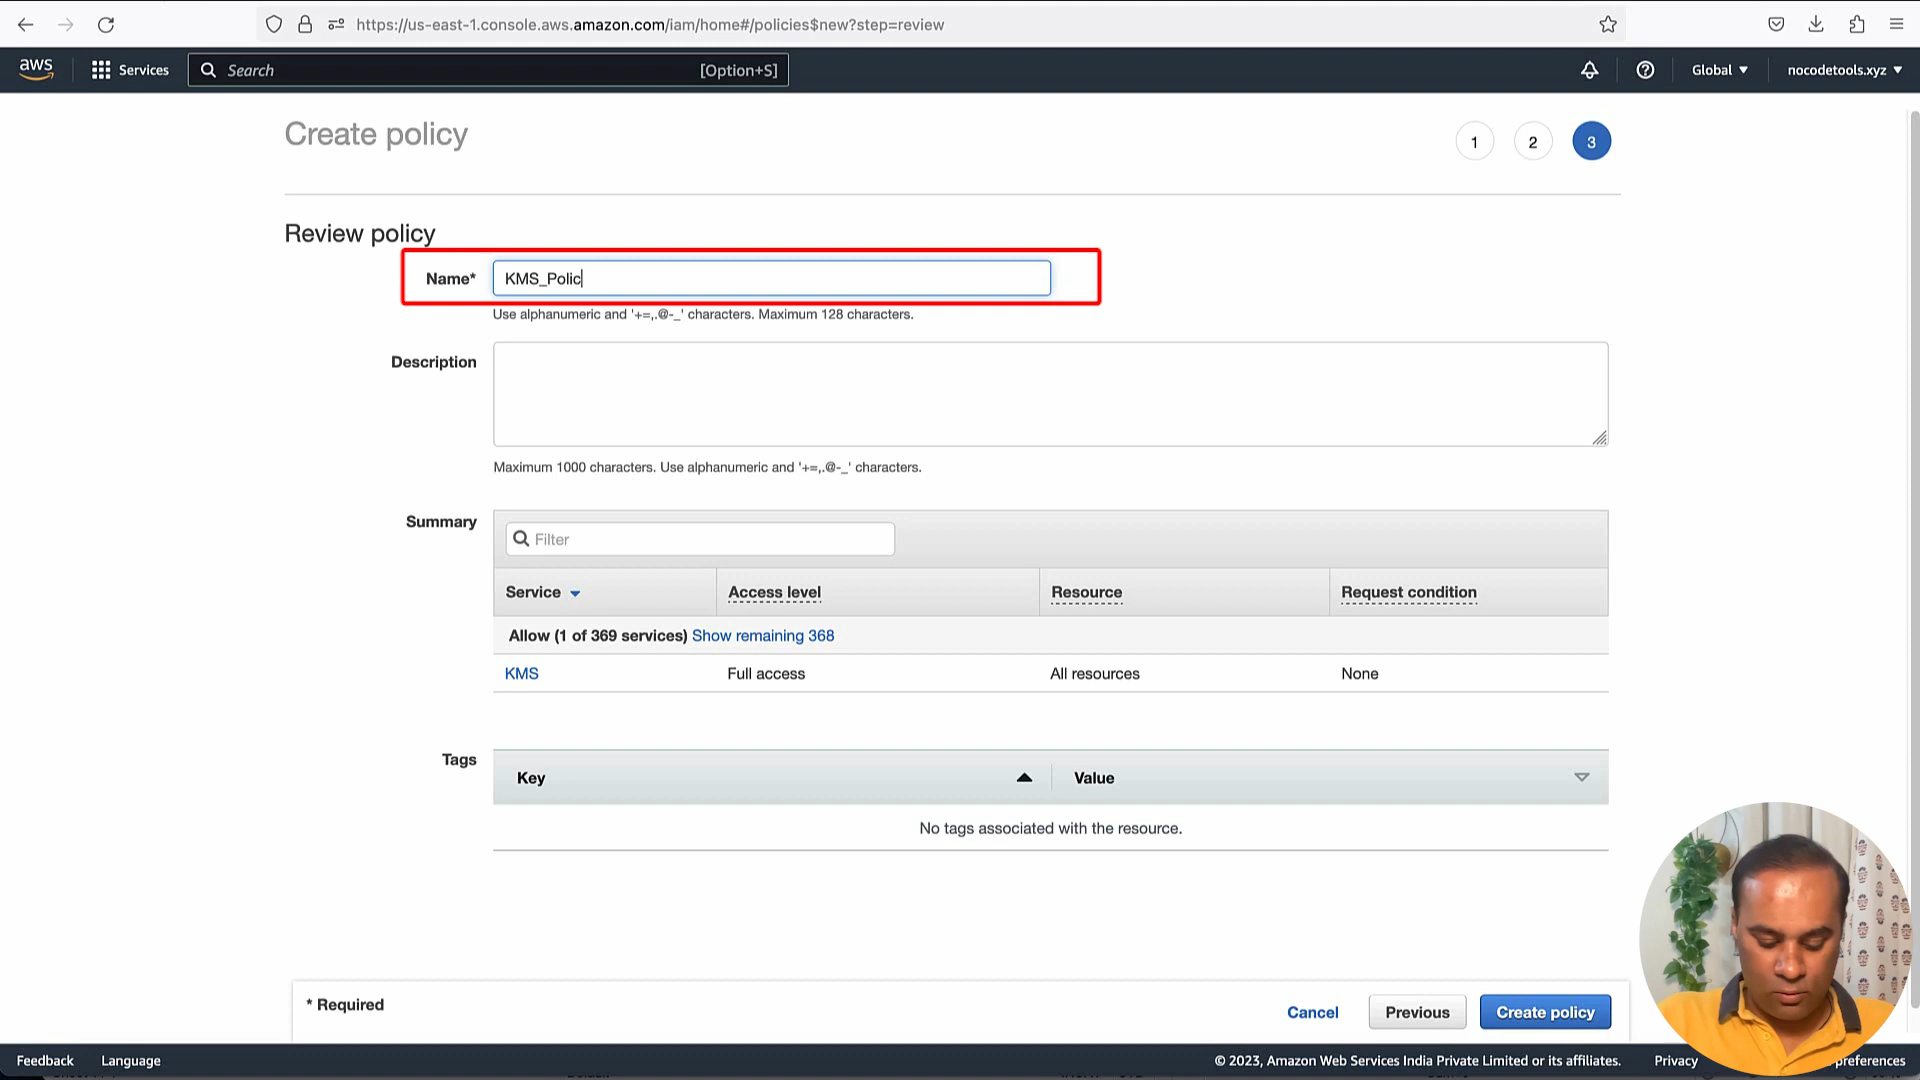 https://us-east-1.console.aws.amazon.com/iam/home#/policies$new?step=review
aws Services Search [Option+S] Global nocodetools.xyz
Create policy
1 2 3
Review policy
Name* KMS_Polic
Use alphanumeric and '+=,.@-_' characters. Maximum 128 characters.
Description
Maximum 1000 characters. Use alphanumeric and '+=,.@-_' characters.
Summary
Filter
Service Access level Resource Request condition
Allow (1 of 369 services) Show remaining 368
KMS Full access All resources None
Tags
Key Value
No tags associated with the resource.
* Required
Cancel Previous Create policy
Feedback Language © 2023, Amazon Web Services India Private Limited or its affiliates. Privacy preferences